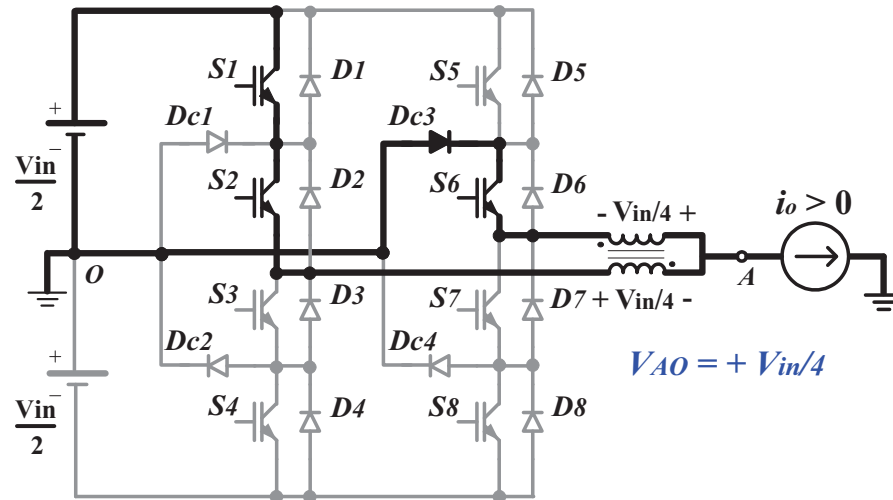 S1
D1
S5
D5
+
−
Dc1
Dc3
Vin
2
S2
D2
S6
D6
- Vin/4 +
io > 0
O
A
S3
D3
S7
D7
+ Vin/4 -
+
−
Dc2
Dc4
VAO = + Vin/4
Vin
2
S4
D4
S8
D8